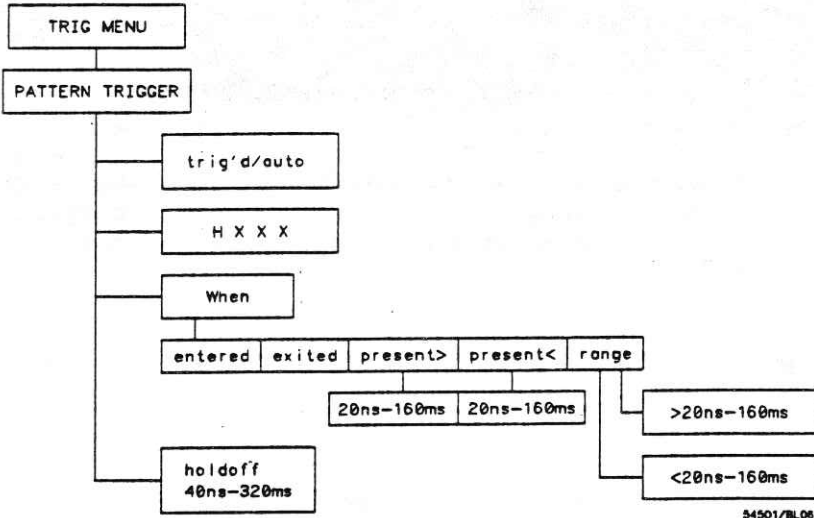 TRIG MENU
PATTERN TRIGGER
trig'd/auto
H X X X
When
entered exited present> present< range
20ns-160ms 20ns-160ms
>20ns-160ms
<20ns-160ms
holdoff
40ns-320ms
54501/BL06